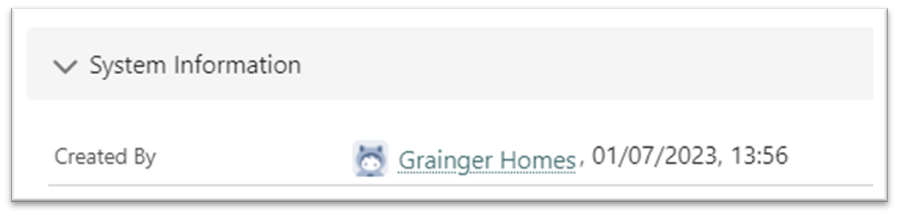 System Information
Created By Grainger Homes, 01/07/2023, 13:56